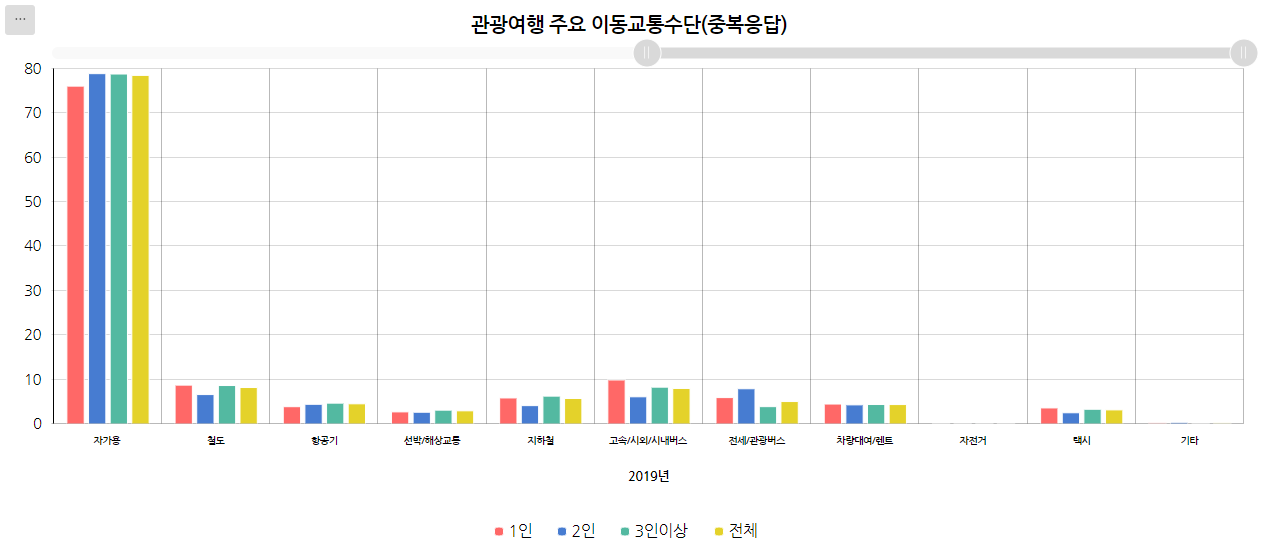 ...
관광여행 주요 이동교통수단(중복응답)
80
70
60
50
40
30
20
10
0
자가용 철도 항공기 선박/해상교통 지하철 고속/시외/시내버스 전세/관광버스 차량대여/렌트 자전거 택시 기타
2019년
1인 2인 3인이상 전체